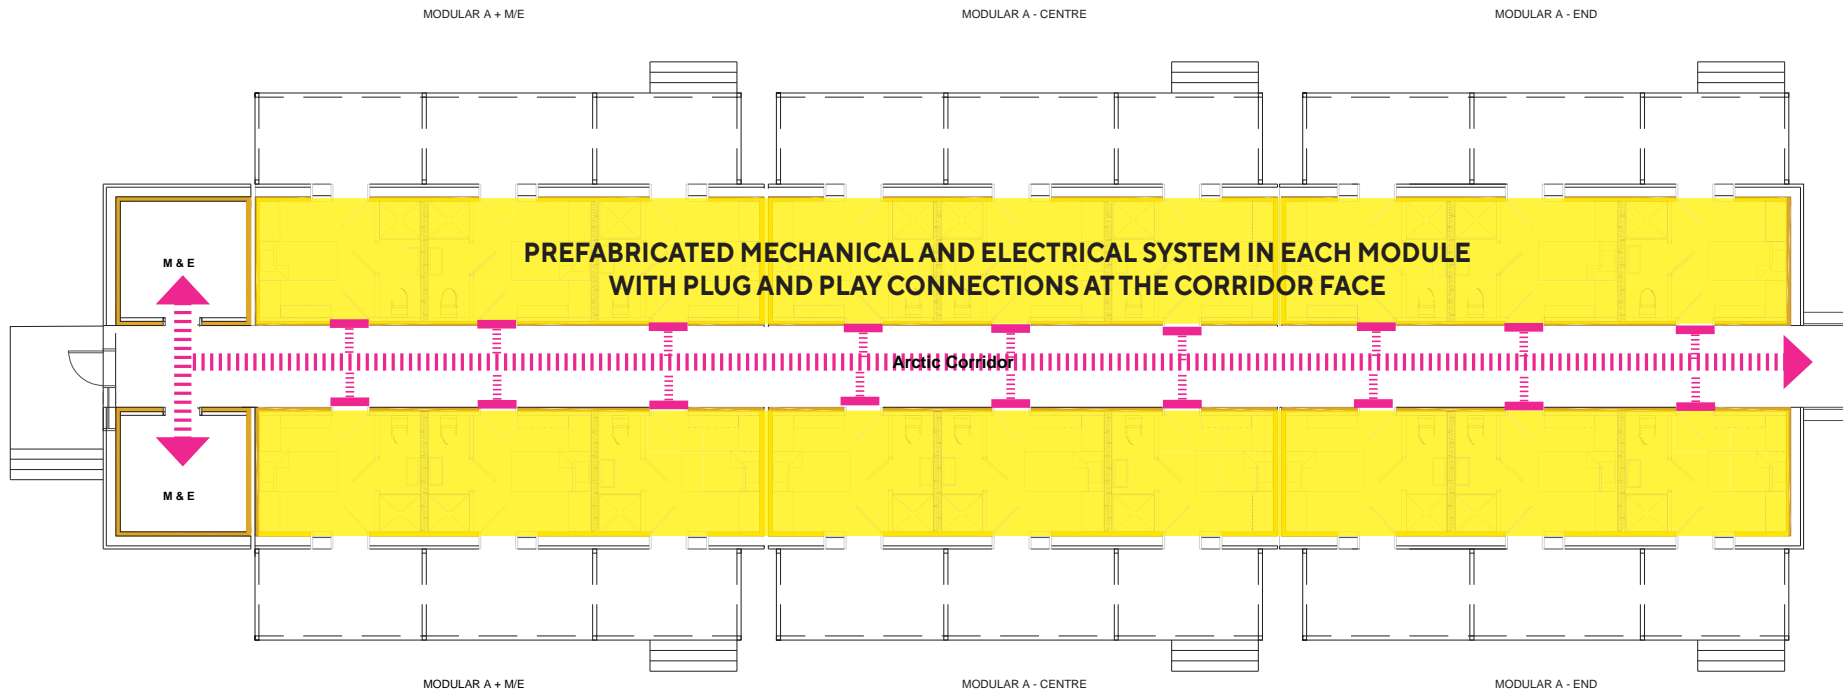 MODULAR A + M/E
MODULAR A - CENTRE
MODULAR A - END
M & E
PREFABRICATED MECHANICAL AND ELECTRICAL SYSTEM IN EACH MODULE
WITH PLUG AND PLAY CONNECTIONS AT THE CORRIDOR FACE
Arctic Corridor
M & E
MODULAR A + M/E
MODULAR A - CENTRE
MODULAR A - END